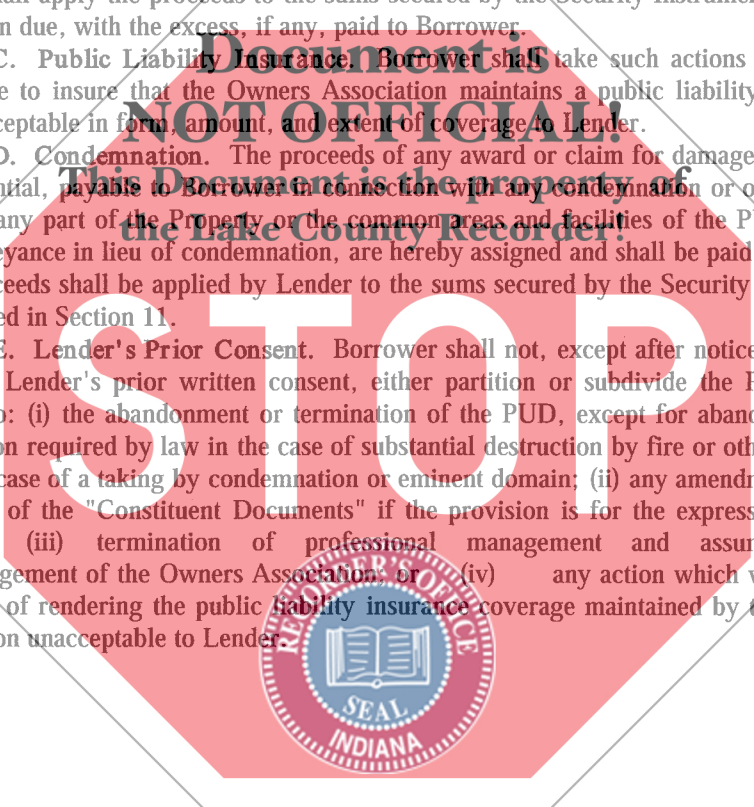 apply the proceeds to the sums secured by the Security
n due, with the excess, if any, paid to Borrower.
C. Public Liability Insurance. Borrower shall take such actions
e to insure that the Owners Association maintains a public liability
ceptable in form, amount, and extent of coverage to Lender.
D. Condemnation. The proceeds of any award or claim for damage
ntial, payable to Borrower in connection with any condemnation or o
any part of the Property or the common areas and facilities of the P
eyance in lieu of condemnation, are hereby assigned and shall be paid
ceeds shall be applied by Lender to the sums secured by the Security
ed in Section 11.
E. Lender's Prior Consent. Borrower shall not, except after notice
Lender's prior written consent, either partition or subdivide the P
o: (i) the abandonment or termination of the PUD, except for aband
on required by law in the case of substantial destruction by fire or oth
case of a taking by condemnation or eminent domain; (ii) any amendm
of the "Constituent Documents" if the provision is for the express
(iii) termination of professional management and assum
gement of the Owners Association; or (iv) any action which w
of rendering the public liability insurance coverage maintained by t
on unacceptable to Lender.
Document is
NOT OFFICIAL!
This Document is the property of
the Lake County Recorder!
STOP
RECORDER'S OFFICE
SEAL
INDIANA